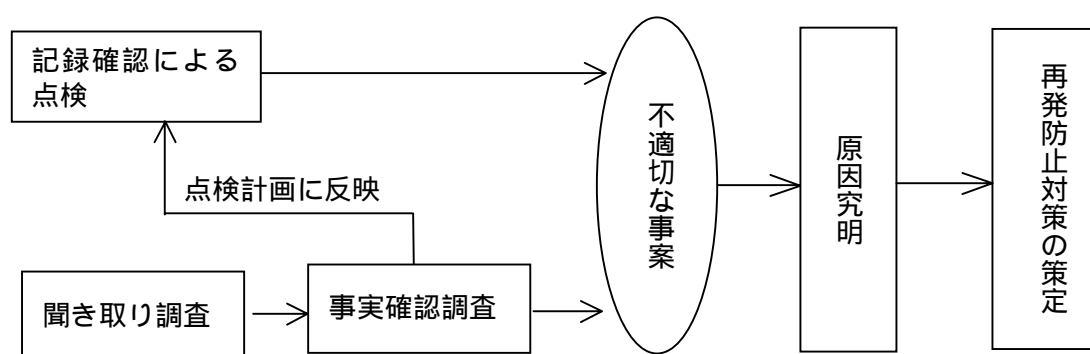 記録確認による
点検
点検計画に反映
聞き取り調査
事実確認調査
不適切な事案
原因究明
再発防止対策の策定